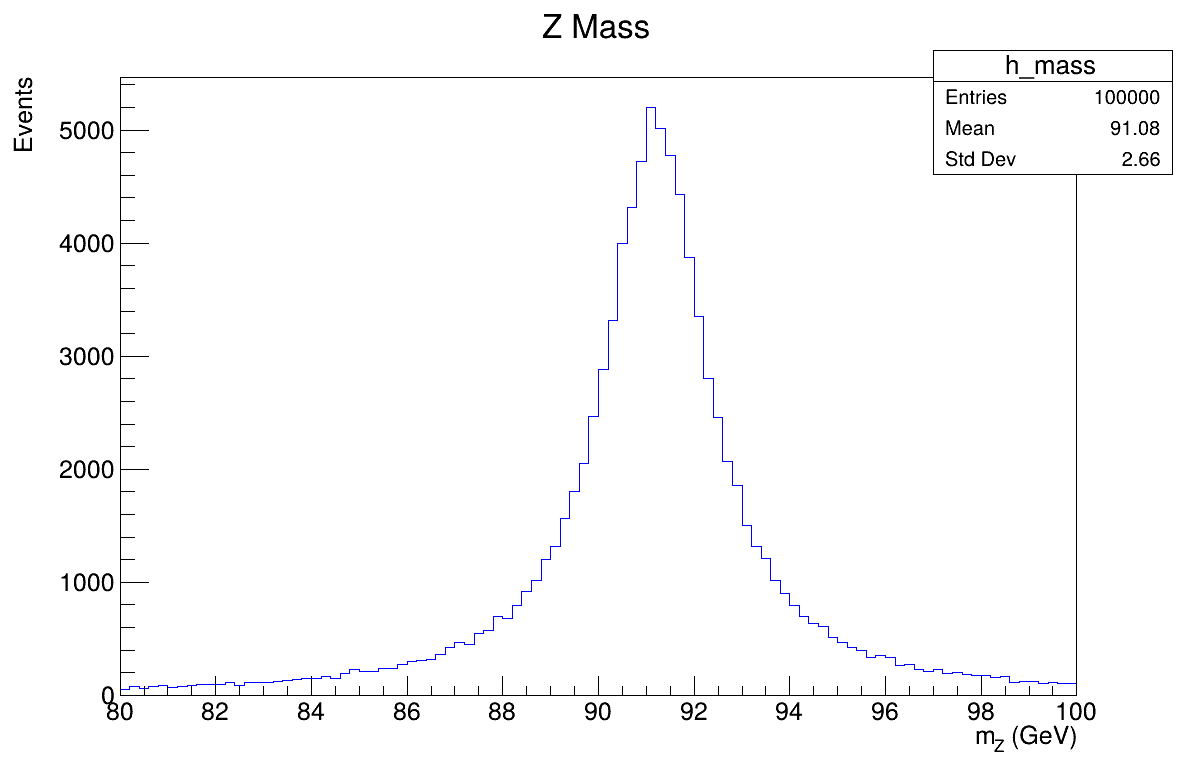 Z Mass
h_mass
Entries 100000
Mean 91.08
Std Dev 2.66
Events
5000
4000
3000
2000
1000
0
80 82 84 86 88 90 92 94 96 98 100
m_Z (GeV)